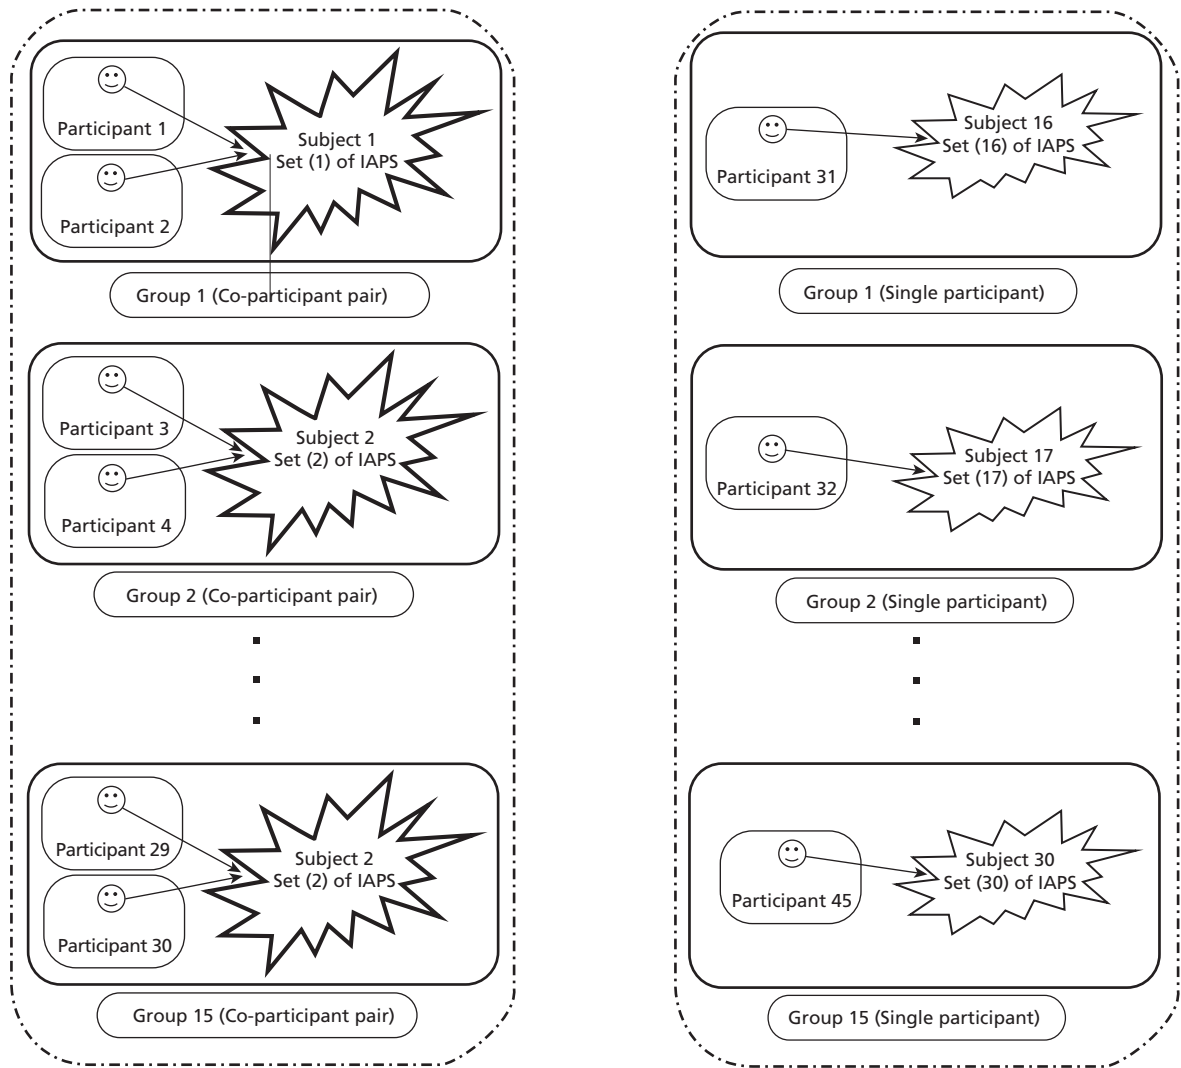 Participant 1
Participant 2
Subject 1
Set (1) of IAPS
Group 1 (Co-participant pair)
Participant 3
Participant 4
Subject 2
Set (2) of IAPS
Group 2 (Co-participant pair)
Participant 29
Participant 30
Subject 2
Set (2) of IAPS
Group 15 (Co-participant pair)
Participant 31
Subject 16
Set (16) of IAPS
Group 1 (Single participant)
Participant 32
Subject 17
Set (17) of IAPS
Group 2 (Single participant)
Participant 45
Subject 30
Set (30) of IAPS
Group 15 (Single participant)